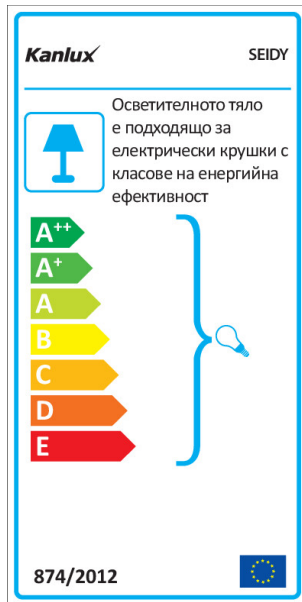 Kanlux SEIDY
Осветителното тяло
е подходящо за
електрически крушки с
класове на енергийна
ефективност
A++
A+
A
B
C
D
E
874/2012